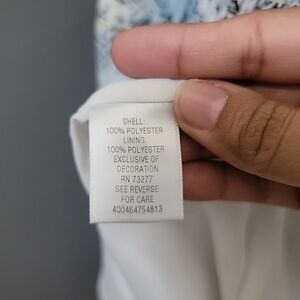 SHELL:
100% POLYESTER
LINING:
100% POLYESTER
EXCLUSIVE OF
DECORATION
RN 73277
SEE REVERSE
FOR CARE
400464754813